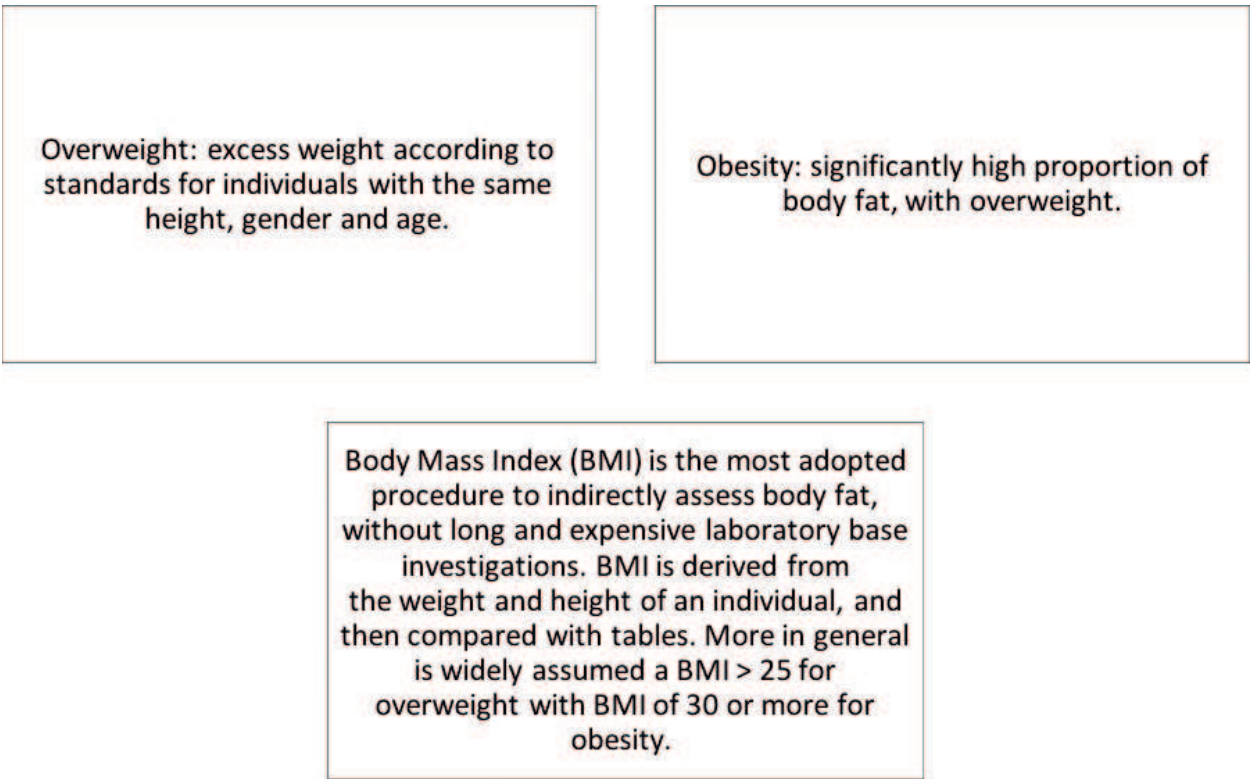 Overweight: excess weight according to
standards for individuals with the same
height, gender and age.
Obesity: significantly high proportion of
body fat, with overweight.
Body Mass Index (BMI) is the most adopted
procedure to indirectly assess body fat,
without long and expensive laboratory base
investigations. BMI is derived from
the weight and height of an individual, and
then compared with tables. More in general
is widely assumed a BMI > 25 for
overweight with BMI of 30 or more for
obesity.